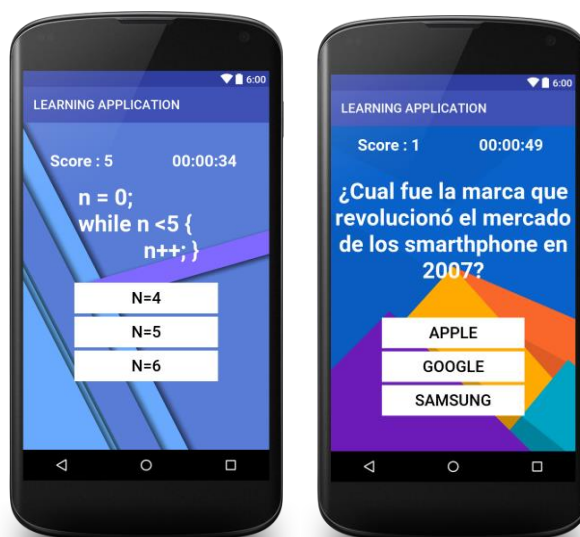 6:00
LEARNING APPLICATION
Score : 5 00:00:34
n = 0;
while n <5 {
n++; }
N=4
N=5
N=6
6:00
LEARNING APPLICATION
Score : 1 00:00:49
¿Cual fue la marca que
revolucionó el mercado
de los smarthphone en
2007?
APPLE
GOOGLE
SAMSUNG